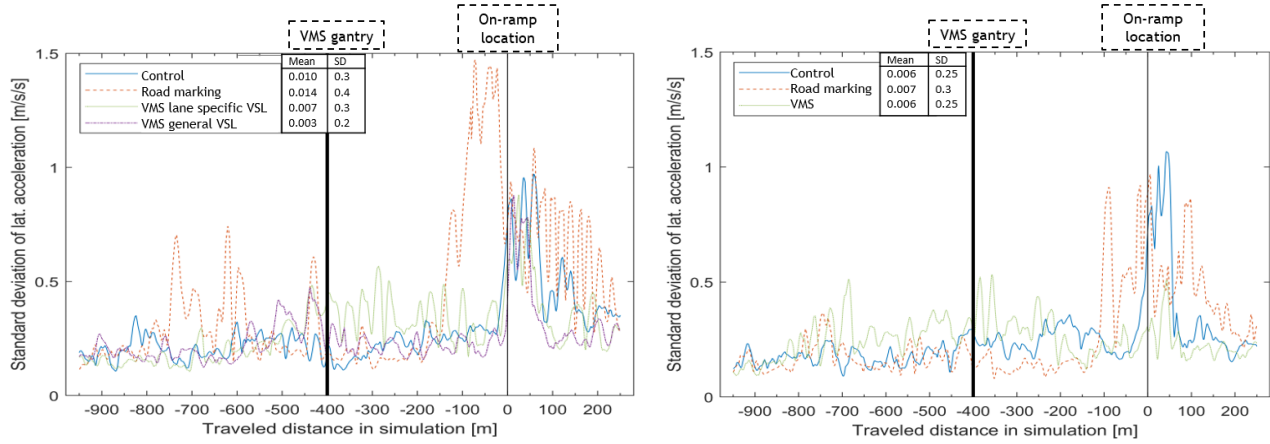 VMS gantry
On-ramp
location
Mean SD
Control 0.010 0.3
Road marking 0.014 0.4
VMS lane specific VSL 0.007 0.3
VMS general VSL 0.003 0.2
Standard deviation of lat. acceleration [m/s/s]
1.5
1
0.5
0
-900 -800 -700 -600 -500 -400 -300 -200 -100 0 100 200
Traveled distance in simulation [m]
VMS gantry
On-ramp
location
Mean SD
Control 0.006 0.25
Road marking 0.007 0.3
VMS 0.006 0.25
Standard deviation of lat. acceleration [m/s/s]
1.5
1
0.5
0
-900 -800 -700 -600 -500 -400 -300 -200 -100 0 100 200
Traveled distance in simulation [m]